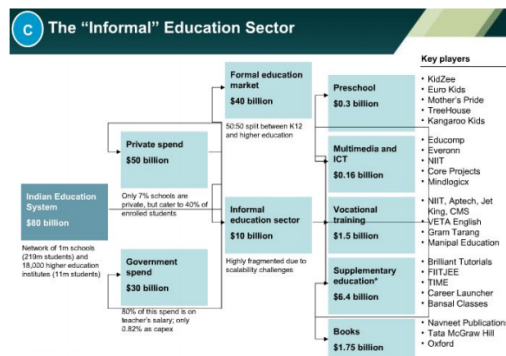 C
The “Informal” Education Sector
Key players
Formal education
market
$40 billion
50:50 split between K12
and higher education
Private spend
$50 billion
Only 7% schools are
private, but cater to 40% of
enrolled students
Indian Education
System
$80 billion
Network of 1m schools
(219m students) and
18,000 higher education
institutes (11m students)
Informal
education sector
$10 billion
Highly fragmented due to
scalability challenges
Government
spend
$30 billion
80% of this spend is on
teacher's salary; only
0.82% as capex
Preschool
$0.3 billion
• KidZee
• Euro Kids
• Mother's Pride
• TreeHouse
• Kangaroo Kids
Multimedia and
ICT
$0.16 billion
• Educomp
• Everonn
• NIIT
• Core Projects
• Mindlogicx
Vocational
training
$1.5 billion
• NIIT, Aptech, Jet
King, CMS
• VETA English
• Gram Tarang
• Manipal Education
Supplementary
education*
$6.4 billion
• Brilliant Tutorials
• FIITJEE
• TIME
• Career Launcher
• Bansal Classes
Books
$1.75 billion
• Navneet Publication
• Tata McGraw Hill
• Oxford